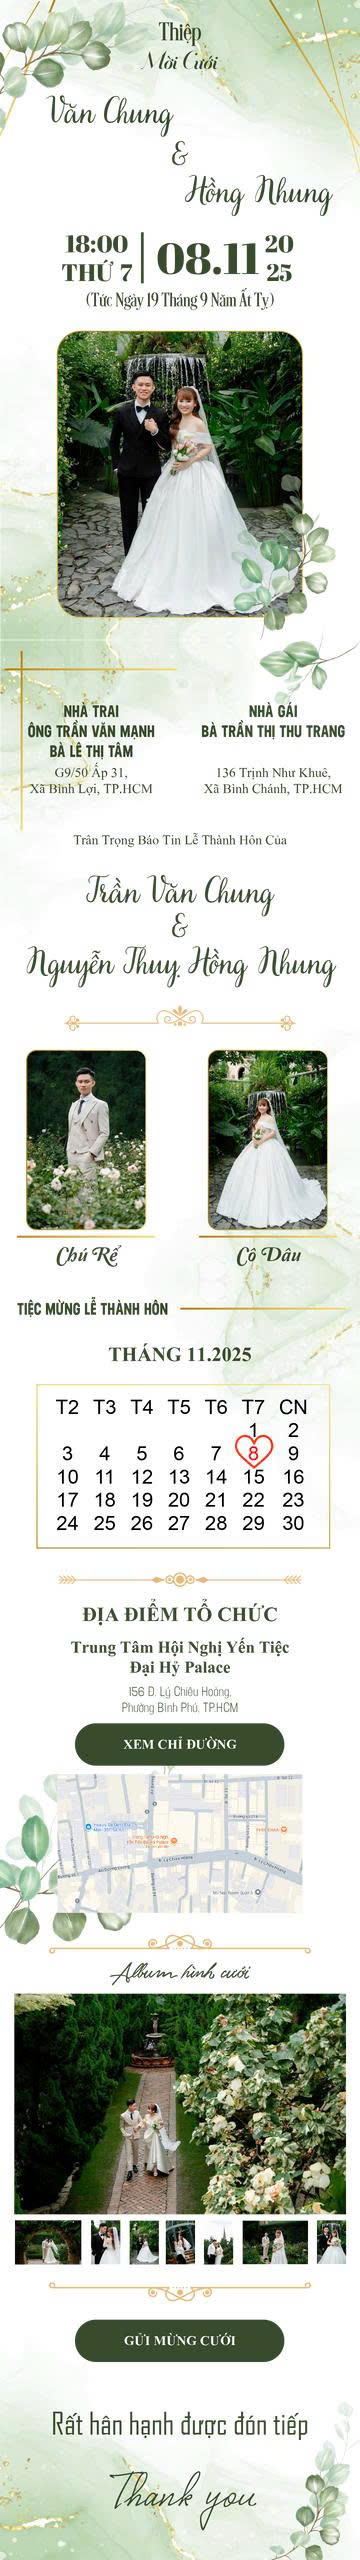 Thiệp
Mời Cưới
Văn Chung
&
Hồng Nhung
18:00
THỨ 7
08.11
20
25
(Tức Ngày 19 Tháng 9 Năm Ất Tỵ)
NHÀ TRAI
ÔNG TRẦN VĂN MẠNH
BÀ LÊ THỊ TÂM
G9/50 Ấp 31,
Xã Bình Lợi, TP.HCM
NHÀ GÁI
BÀ TRẦN THỊ THU TRANG
136 Trịnh Như Khuê,
Xã Bình Chánh, TP.HCM
Trân Trọng Báo Tin Lễ Thành Hôn Của
Trần Văn Chung
&
Nguyễn Thuỵ Hồng Nhung
Chú Rể
Cô Dâu
TIỆC MỪNG LỄ THÀNH HÔN
THÁNG 11.2025
T2 T3 T4 T5 T6 T7 CN
1 2
3 4 5 6 7 8 9
10 11 12 13 14 15 16
17 18 19 20 21 22 23
24 25 26 27 28 29 30
ĐỊA ĐIỂM TỔ CHỨC
Trung Tâm Hội Nghị Yến Tiệc
Đại Hỷ Palace
156 Đ. Lý Chiêu Hoàng,
Phường Bình Phú, TP.HCM
XEM CHỈ ĐƯỜNG
Album hình cưới
GỬI MỪNG CƯỚI
Rất hân hạnh được đón tiếp
Thank you